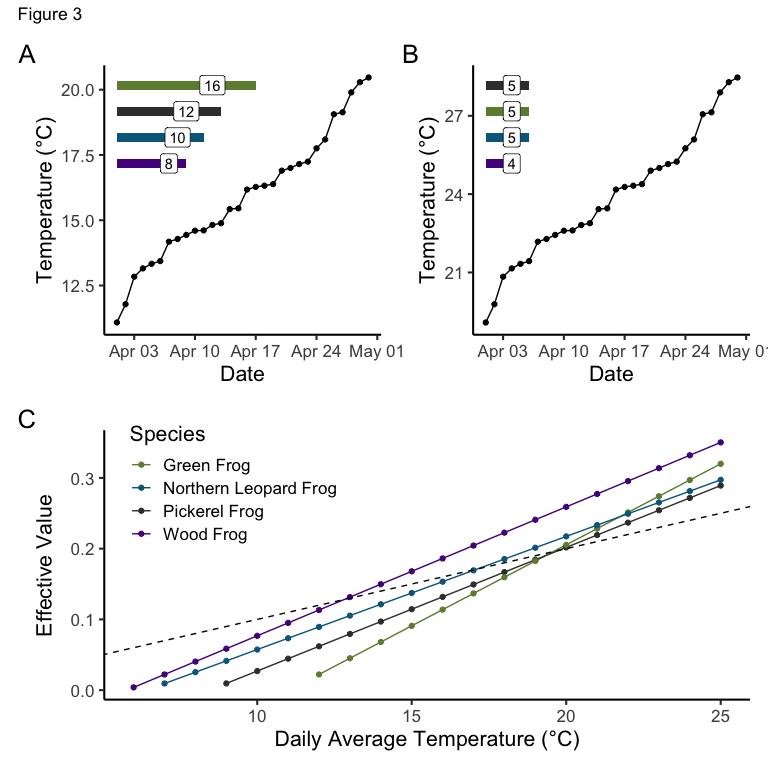 Figure 3
A
B
Temperature (°C)
20.0
17.5
15.0
12.5
16
12
10
8
Apr 03 Apr 10 Apr 17 Apr 24 May 01
Date
Temperature (°C)
27
24
21
5
5
5
4
Apr 03 Apr 10 Apr 17 Apr 24 May 01
Date
C
Effective Value
0.3
0.2
0.1
0.0
Species
Green Frog
Northern Leopard Frog
Pickerel Frog
Wood Frog
10 15 20 25
Daily Average Temperature (°C)